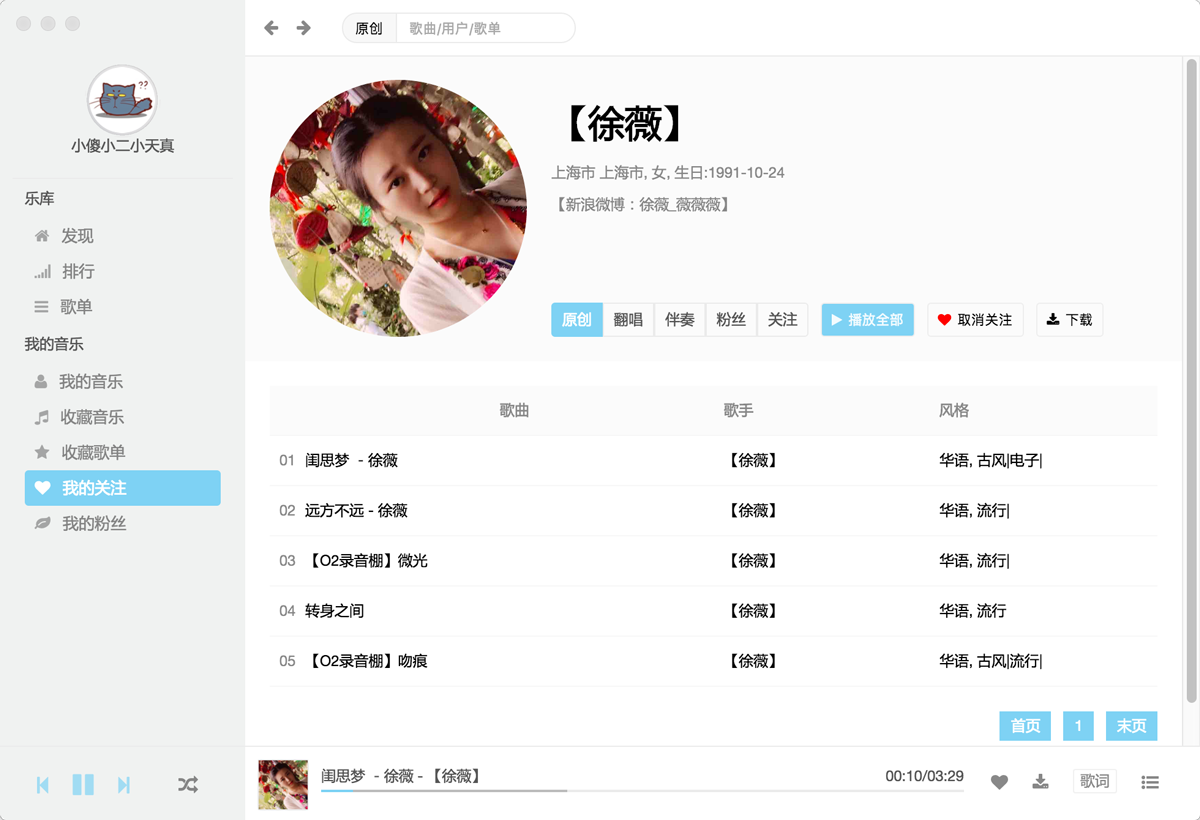 原创 歌曲/用户/歌单
??
小傻小二小天真
乐库
发现
排行
歌单
我的音乐
我的音乐
收藏音乐
收藏歌单
我的关注
我的粉丝
【徐薇】
上海市 上海市, 女, 生日:1991-10-24
【新浪微博：徐薇_薇薇薇】
原创 翻唱 伴奏 粉丝 关注 播放全部 取消关注 下载
歌曲 歌手 风格
01 闺思梦 - 徐薇 【徐薇】 华语, 古风|电子|
02 远方不远 - 徐薇 【徐薇】 华语, 流行|
03 【O2录音棚】微光 【徐薇】 华语, 流行|
04 转身之间 【徐薇】 华语, 流行
05 【O2录音棚】吻痕 【徐薇】 华语, 古风|流行|
首页 1 末页
闺思梦 - 徐薇 - 【徐薇】 00:10/03:29 歌词